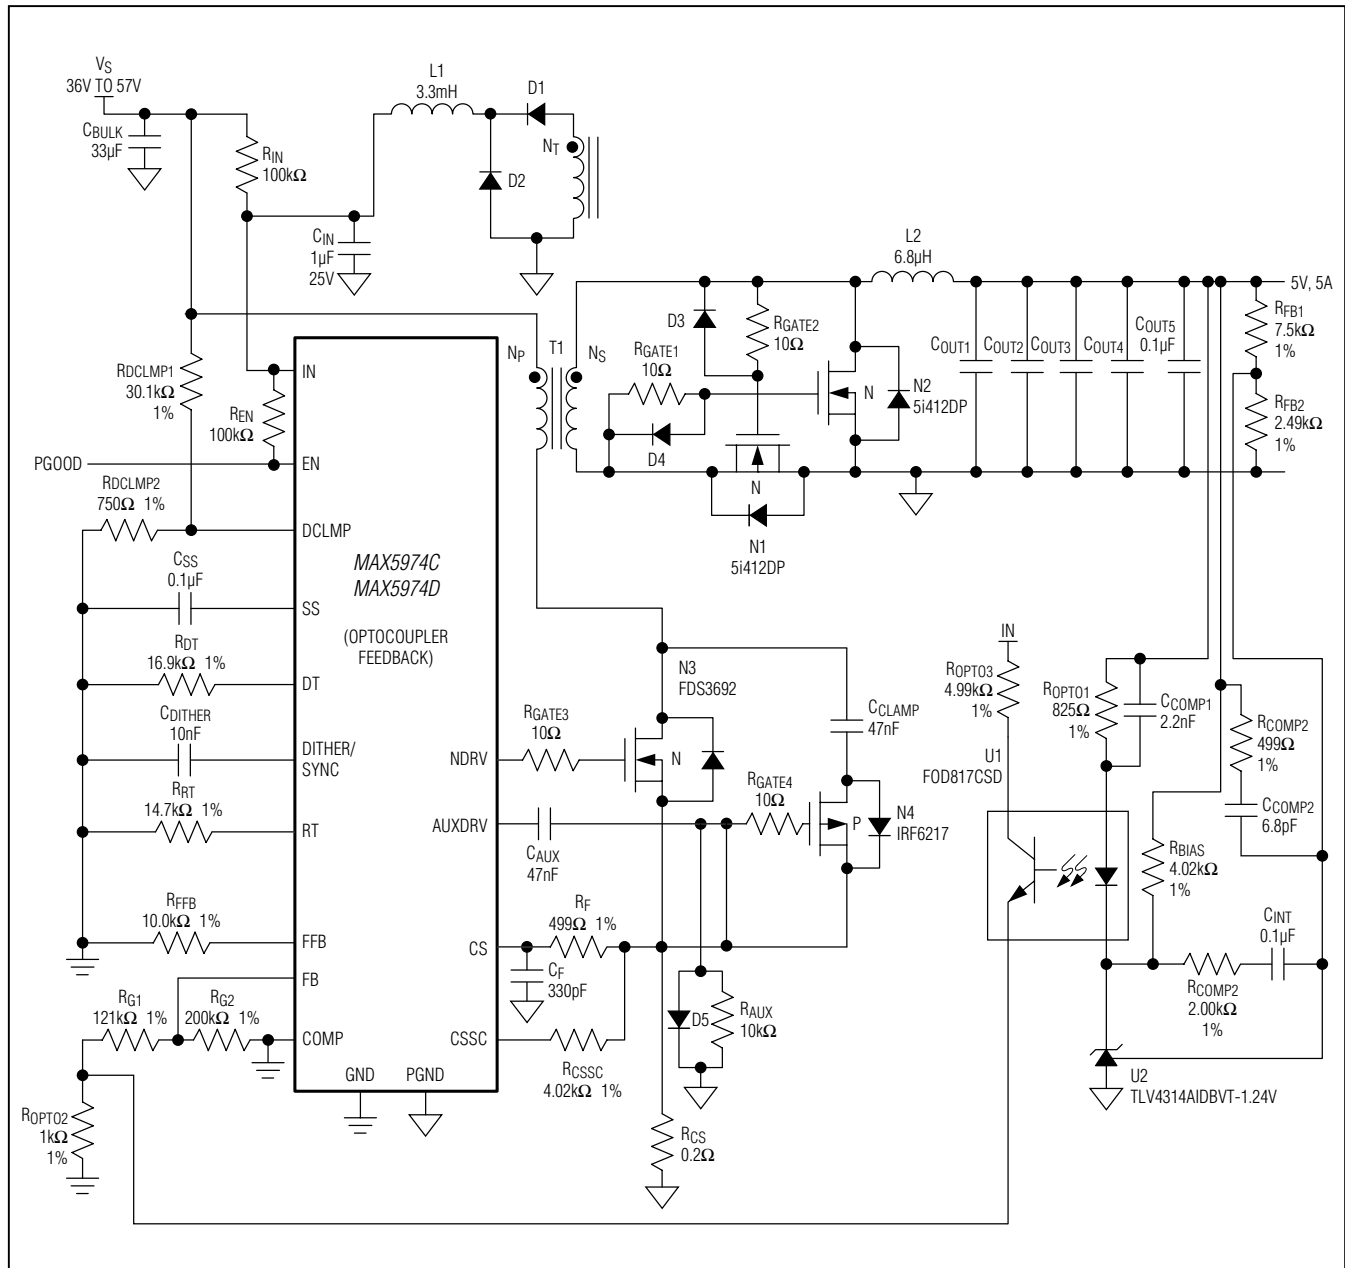 VS
36V TO 57V
CBULK
33µF
RIN
100kΩ
L1
3.3mH
D1
D2
NT
CIN
1µF
25V
L2
6.8µH
5V, 5A
D3
RGATE2
10Ω
RGATE1
10Ω
D4
N
N2
5i412DP
N
N1
5i412DP
COUT1
COUT2
COUT3
COUT4
COUT5
0.1µF
RFB1
7.5kΩ
1%
RFB2
2.49kΩ
1%
NP
T1
NS
RDCLMP1
30.1kΩ
1%
REN
100kΩ
PGOOD
RDCLMP2
750Ω 1%
CSS
0.1µF
RDT
16.9kΩ 1%
CDITHER
10nF
RRT
14.7kΩ 1%
RFFB
10.0kΩ 1%
RG1
121kΩ 1%
RG2
200kΩ 1%
ROPTO2
1kΩ
1%
IN
EN
DCLMP
SS
DT
DITHER/
SYNC
RT
FFB
FB
COMP
MAX5974C
MAX5974D
(OPTOCOUPLER
FEEDBACK)
NDRV
AUXDRV
CS
CSSC
GND
PGND
RGATE3
10Ω
N3
FDS3692
N
CCLAMP
47nF
RGATE4
10Ω
P
N4
IRF6217
CAUX
47nF
RF
499Ω 1%
CF
330pF
D5
RAUX
10kΩ
RCSSC
4.02kΩ 1%
RCS
0.2Ω
IN
ROPTO3
4.99kΩ
1%
U1
FOD817CSD
ROPTO1
825Ω
1%
CCOMP1
2.2nF
RCOMP2
499Ω
1%
CCOMP2
6.8pF
RBIAS
4.02kΩ
1%
CINT
0.1µF
RCOMP2
2.00kΩ
1%
U2
TLV4314AIDBVT-1.24V